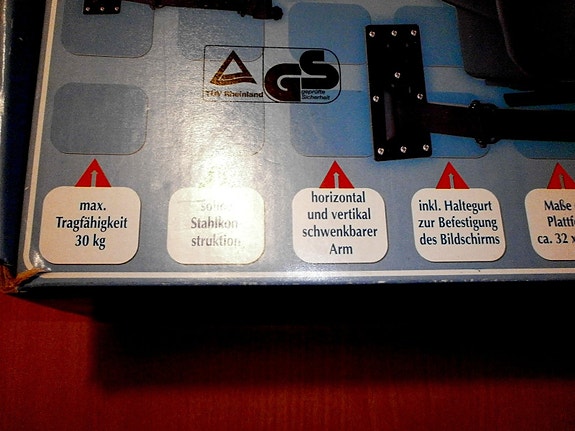 TÜV Rheinland
GS
geprüfte
Sicherheit
max.
Tragfähigkeit
30 kg
Stahlkon
struktion
horizontal
und vertikal
schwenkbarer
Arm
inkl. Haltegurt
zur Befestigung
des Bildschirms
Maße
ca. 32